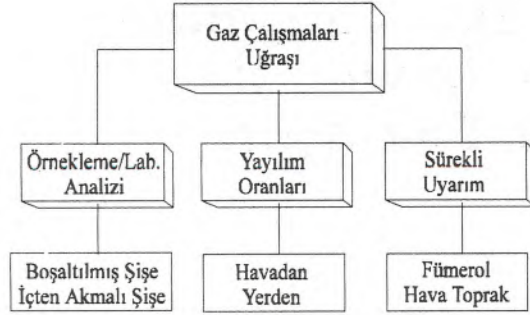 Gaz Çalışmaları
Uğraşı
Örnekleme/Lab.
Analizi
Yayılım
Oranları
Sürekli
Uyarım
Boşaltılmış Şişe
İçten Akmalı Şişe
Havadan
Yerden
Fümerol
Hava Toprak